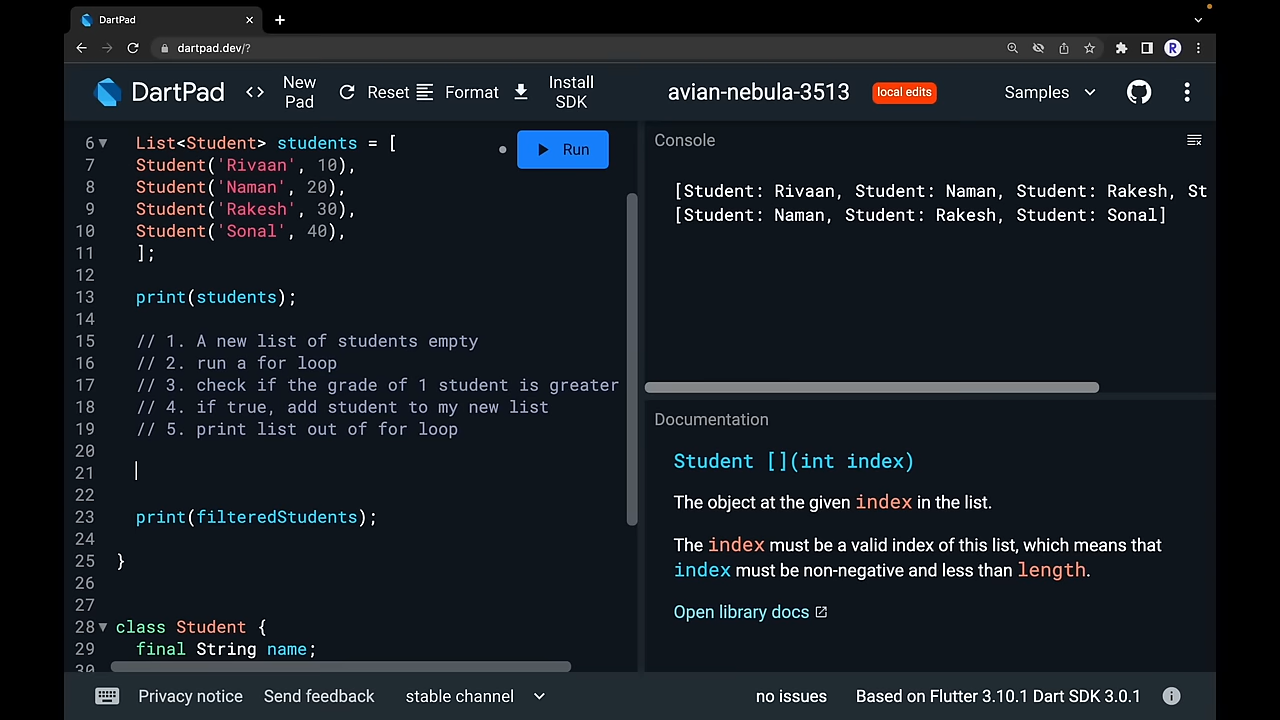 DartPad
dartpad.dev/?
R
DartPad
<> New Pad
Reset
Format
Install SDK
avian-nebula-3513
local edits
Samples
6 List<Student> students = [
7 Student('Rivaan', 10),
8 Student('Naman', 20),
9 Student('Rakesh', 30),
10 Student('Sonal', 40),
11 ];
12
13 print(students);
14
15 // 1. A new list of students empty
16 // 2. run a for loop
17 // 3. check if the grade of 1 student is greater
18 // 4. if true, add student to my new list
19 // 5. print list out of for loop
20
21
22
23 print(filteredStudents);
24
25 }
26
27
28 class Student {
29 final String name;
30
Run
Console
[Student: Rivaan, Student: Naman, Student: Rakesh, St
[Student: Naman, Student: Rakesh, Student: Sonal]
Documentation
Student [](int index)
The object at the given index in the list.
The index must be a valid index of this list, which means that
index must be non-negative and less than length.
Open library docs
Privacy notice
Send feedback
stable channel
no issues
Based on Flutter 3.10.1 Dart SDK 3.0.1